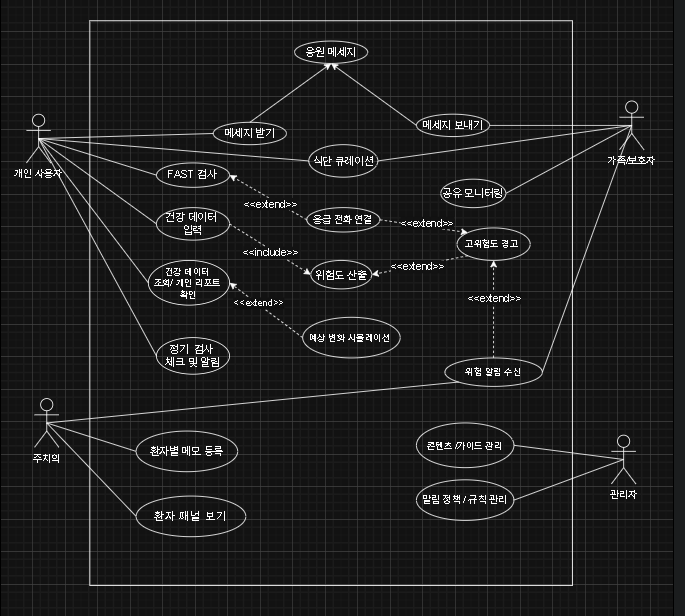 응원 메세지
메세지 받기
메세지 보내기
개인 사용자
가족/보호자
식단 큐레이션
FAST 검사
공유 모니터링
<<extend>>
건강 데이터
입력
응급 전화 연결
<<extend>>
고위험도 경고
<<include>>
위험도 산출
<<extend>>
건강 데이터
조회/ 개인 리포트
확인
<<extend>>
<<extend>>
예상 변화 시뮬레이션
정기 검사
체크 및 알림
위험 알림 수신
주치의
환자별 메모 등록
콘텐츠 /가이드 관리
관리자
알림 정책 / 규칙 관리
환자 패널 보기